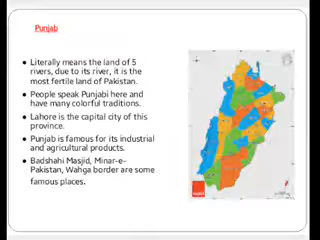 Punjab
Literally means the land of 5
rivers, due to its river, it is the
most fertile land of Pakistan.
People speak Punjabi here and
have many colorful traditions.
Lahore is the capital city of this
province.
Punjab is famous for its industrial
and agricultural products.
Badshahi Masjid, Minar-e-
Pakistan, Wahga border are some
famous places.